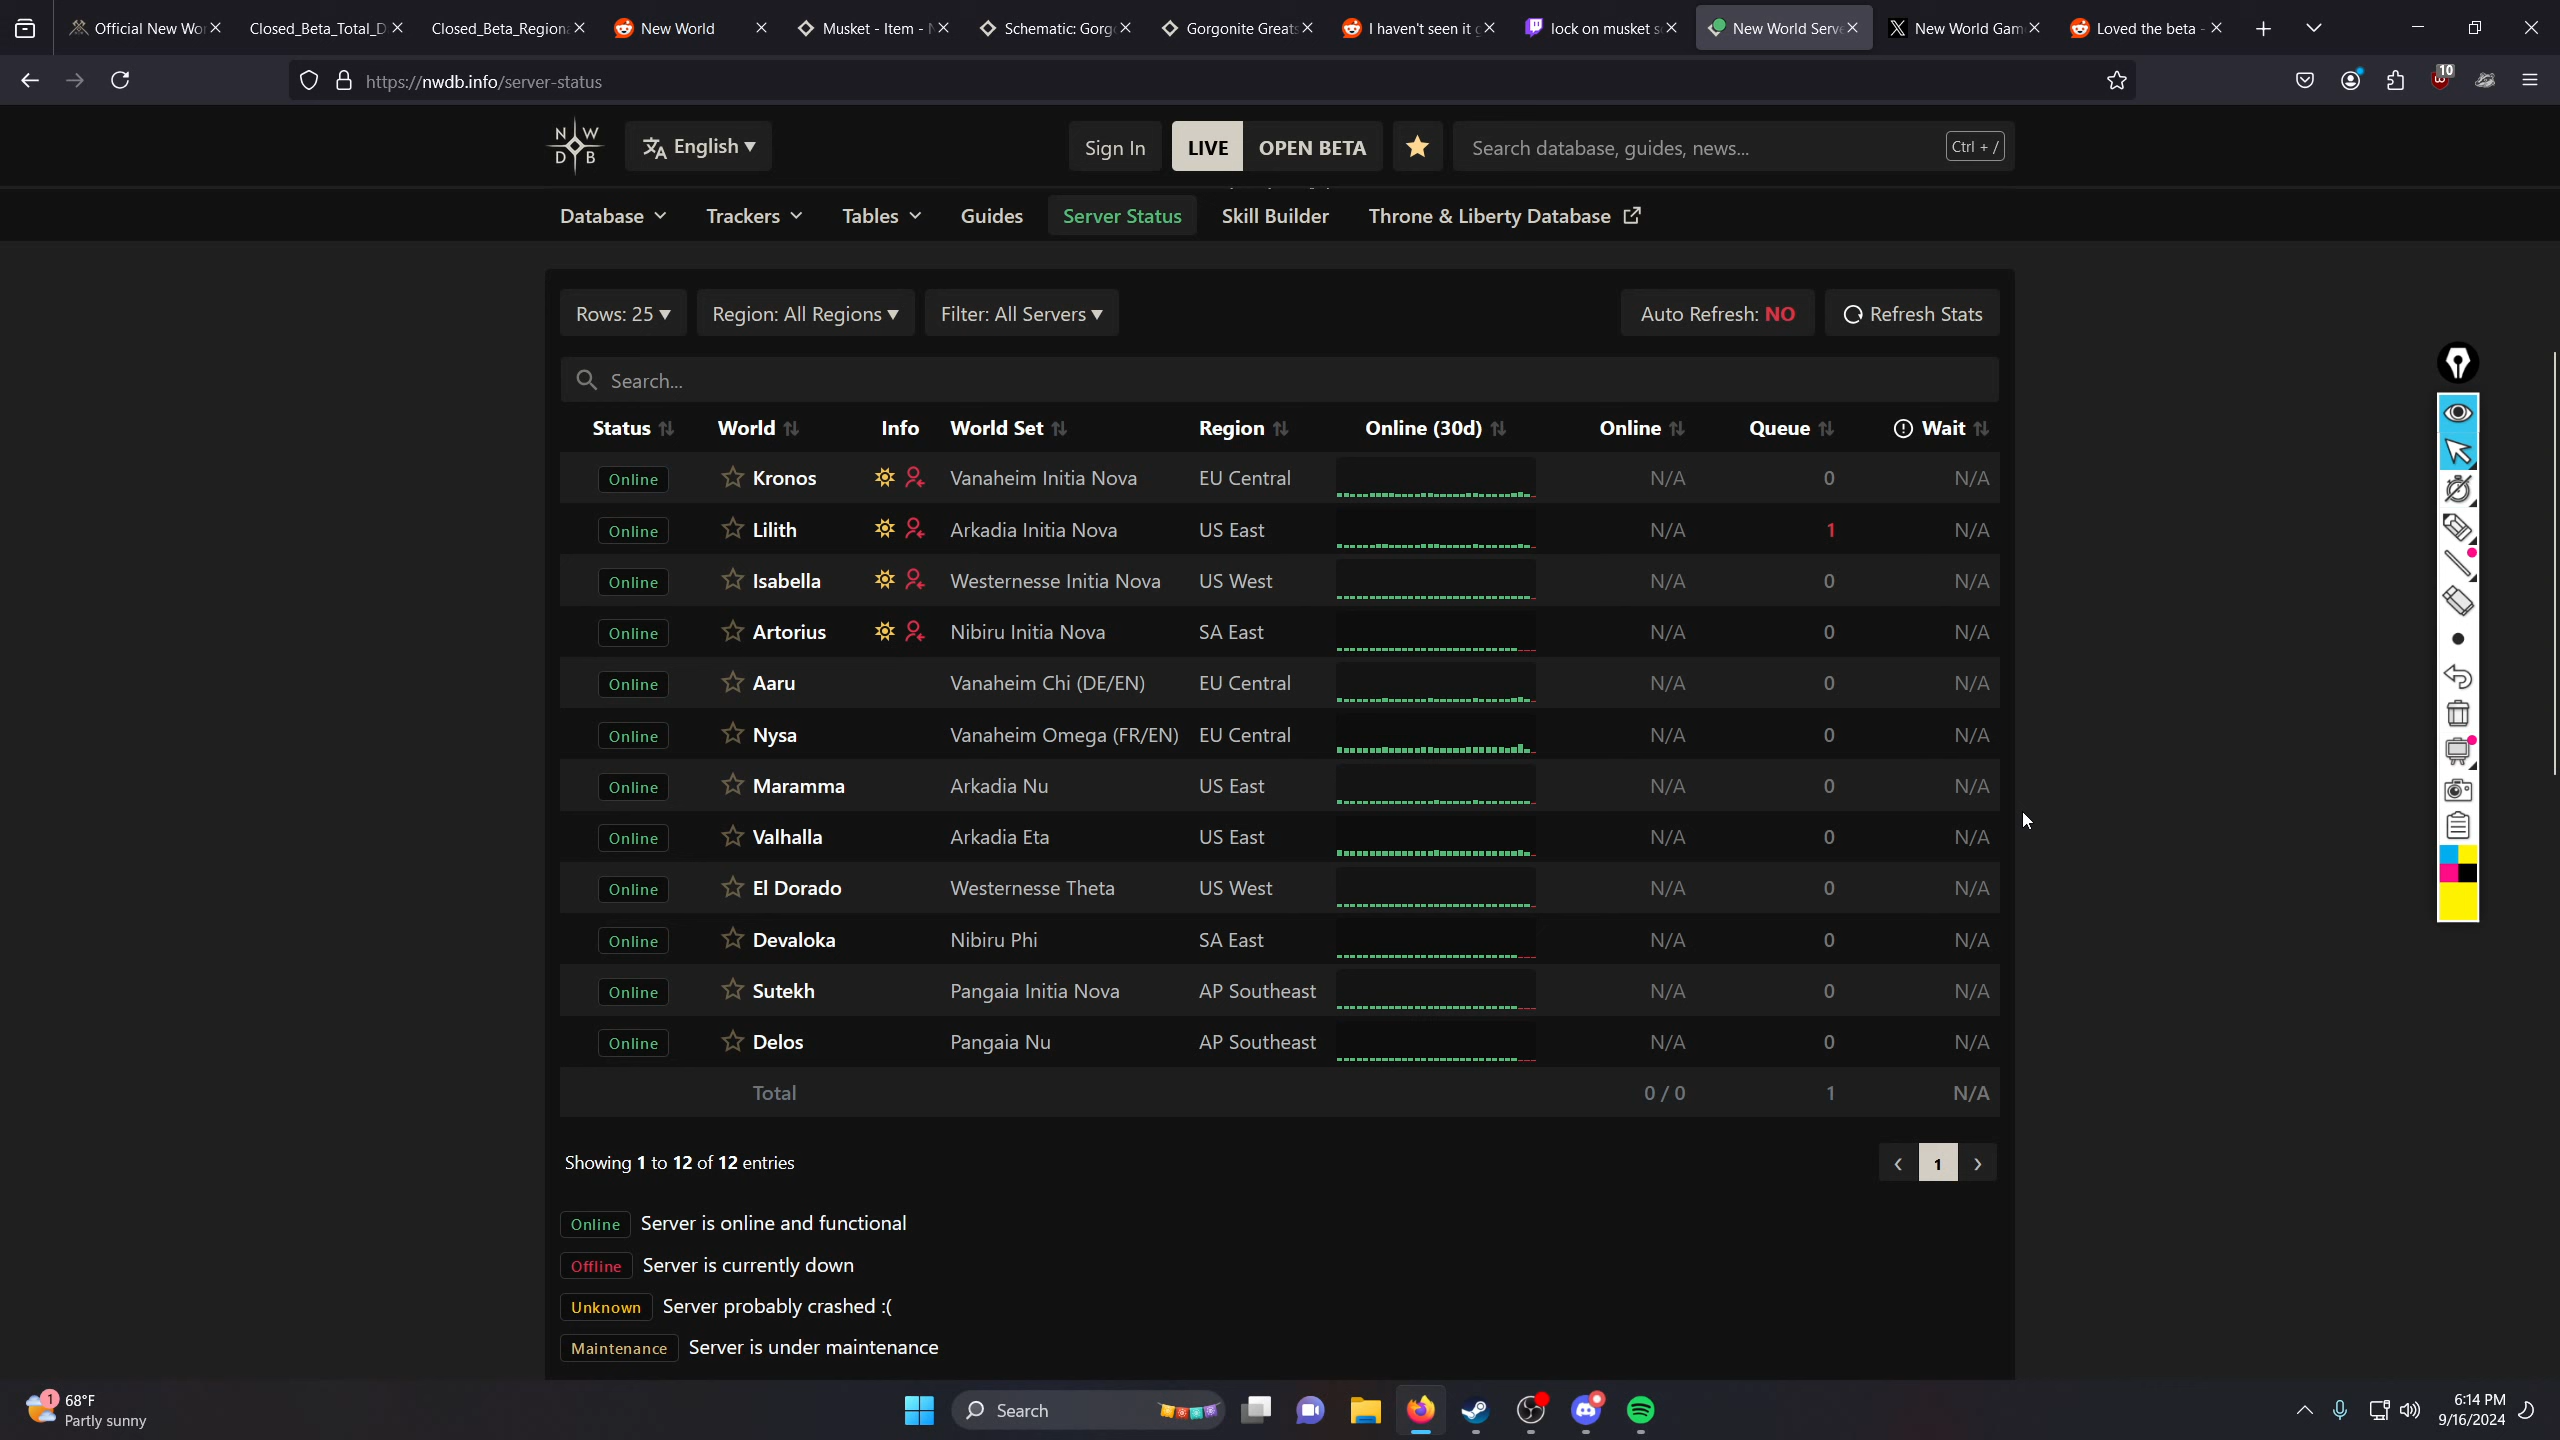 Official New Wor
Closed_Beta_Total_D
Closed_Beta_Regiona
New World
Musket - Item - N
Schematic: Gorg
Gorgonite Greats
I haven't seen it g
lock on musket s
New World Serve
New World Gam
Loved the beta -
https://nwdb.info/server-status
10
N W D B
English
Sign In
LIVE
OPEN BETA
Search database, guides, news...
Ctrl + /
Database
Trackers
Tables
Guides
Server Status
Skill Builder
Throne & Liberty Database
Rows: 25
Region: All Regions
Filter: All Servers
Auto Refresh: NO
Refresh Stats
Search...
Status World Info World Set Region Online (30d) Online Queue Wait
Online Kronos Vanaheim Initia Nova EU Central N/A 0 N/A
Online Lilith Arkadia Initia Nova US East N/A 1 N/A
Online Isabella Westernesse Initia Nova US West N/A 0 N/A
Online Artorius Nibiru Initia Nova SA East N/A 0 N/A
Online Aaru Vanaheim Chi (DE/EN) EU Central N/A 0 N/A
Online Nysa Vanaheim Omega (FR/EN) EU Central N/A 0 N/A
Online Maramma Arkadia Nu US East N/A 0 N/A
Online Valhalla Arkadia Eta US East N/A 0 N/A
Online El Dorado Westernesse Theta US West N/A 0 N/A
Online Devaloka Nibiru Phi SA East N/A 0 N/A
Online Sutekh Pangaia Initia Nova AP Southeast N/A 0 N/A
Online Delos Pangaia Nu AP Southeast N/A 0 N/A
Total 0 / 0 1 N/A
Showing 1 to 12 of 12 entries
1
Online Server is online and functional
Offline Server is currently down
Unknown Server probably crashed :(
Maintenance Server is under maintenance
1
68°F
Partly sunny
Search
6:14 PM
9/16/2024